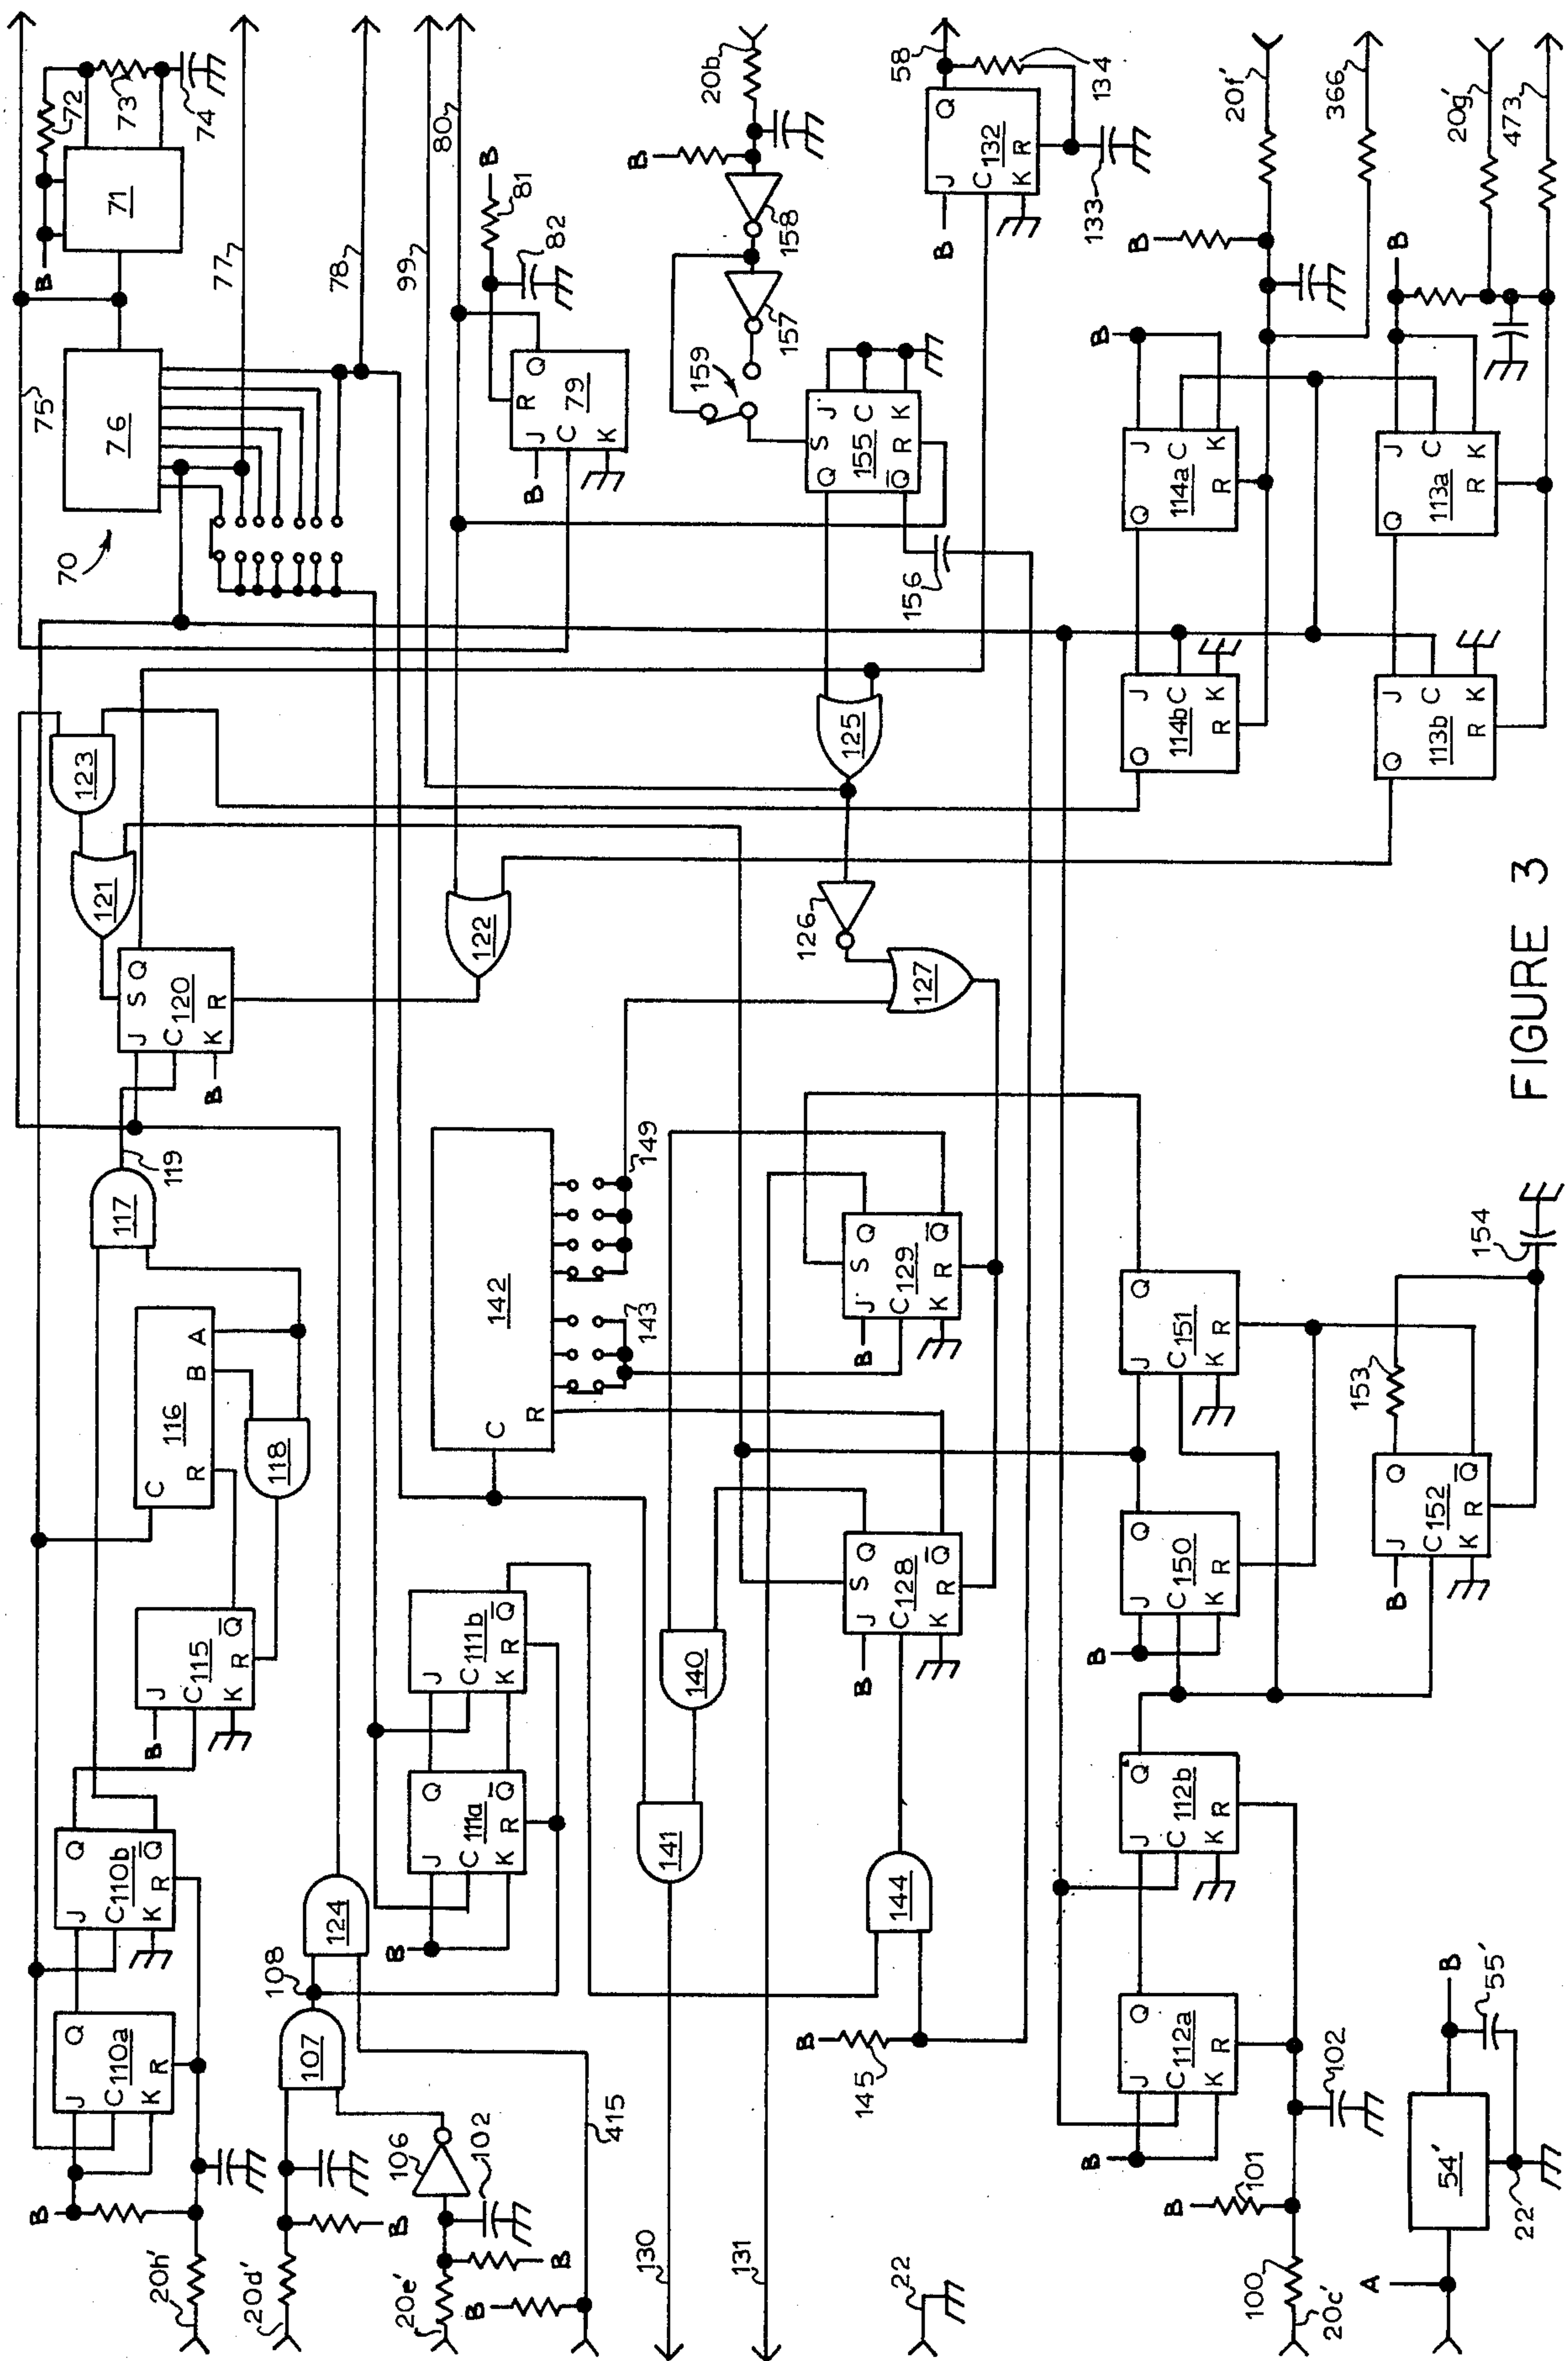 20h'
B
J
Q
C
110a
K
R
J
Q
C
110b
K
Q
R
B
J
C
115
Q
K
R
C
116
R
B
A
118
117
119
J
S
Q
C
120
K
R
B
121
123
75
70
76
B
71
72
73
74
77
78
20d'
B
107
108
124
20e'
106
102
B
B
415
B
J
Q
C
111a
K
Q
R
J
C
111b
K
Q
R
C
142
R
143
149
122
99
80
B
J
R
Q
C
79
K
B
81
82
130
141
140
131
B
145
144
B
J
S
Q
C
128
K
Q
R
B
J
S
Q
C
129
K
Q
R
127
126
125
Q
S
J
155
C
Q
R
K
156
159
157
158
B
20b
B
J
Q
C
132
K
R
58
134
133
22
100
20c'
B
101
102
B
J
Q
C
112a
K
R
J
Q
C
112b
K
R
B
J
Q
C
150
K
R
J
Q
C
151
K
R
B
J
Q
C
152
K
Q
R
153
154
Q
J
114b
C
K
R
Q
J
114a
C
K
R
B
B
20f'
366
Q
J
113b
C
K
R
Q
J
113a
C
K
R
B
20g'
473
A
54'
22'
B
55'
FIGURE 3